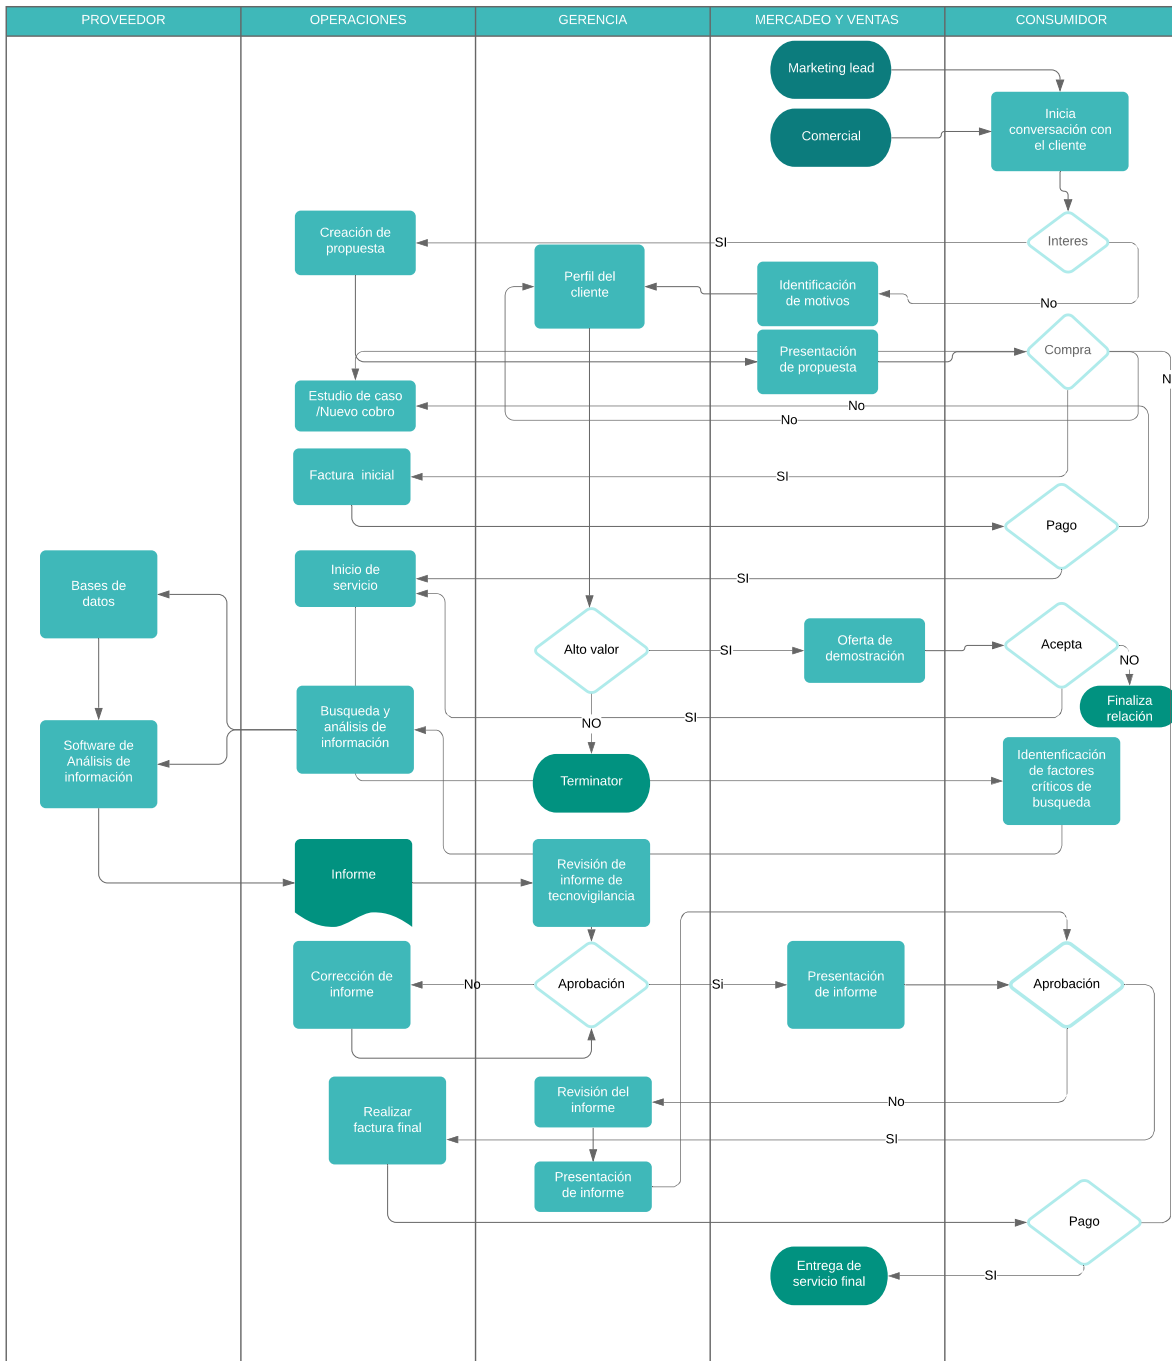 PROVEEDOR
OPERACIONES
GERENCIA
MERCADEO Y VENTAS
CONSUMIDOR
Marketing lead
Comercial
Inicia
conversación con
el cliente
Creación de
propuesta
SI
Interes
Perfil del
cliente
Identificación
de motivos
No
Presentación
de propuesta
Compra
N
Estudio de caso
/Nuevo cobro
No
No
Factura  inicial
SI
Pago
Bases de
datos
Inicio de
servicio
SI
Alto valor
SI
Oferta de
demostración
Acepta
NO
Finaliza
relación
Busqueda y
análisis de
información
NO
SI
Software de
Análisis de
información
Terminator
Identenficación
de factores
críticos de
busqueda
Informe
Revisión de
informe de
tecnovigilancia
Corrección de
informe
No
Aprobación
Si
Presentación
de informe
Aprobación
Realizar
factura final
Revisión del
informe
No
SI
Presentación
de informe
Pago
Entrega de
servicio final
SI